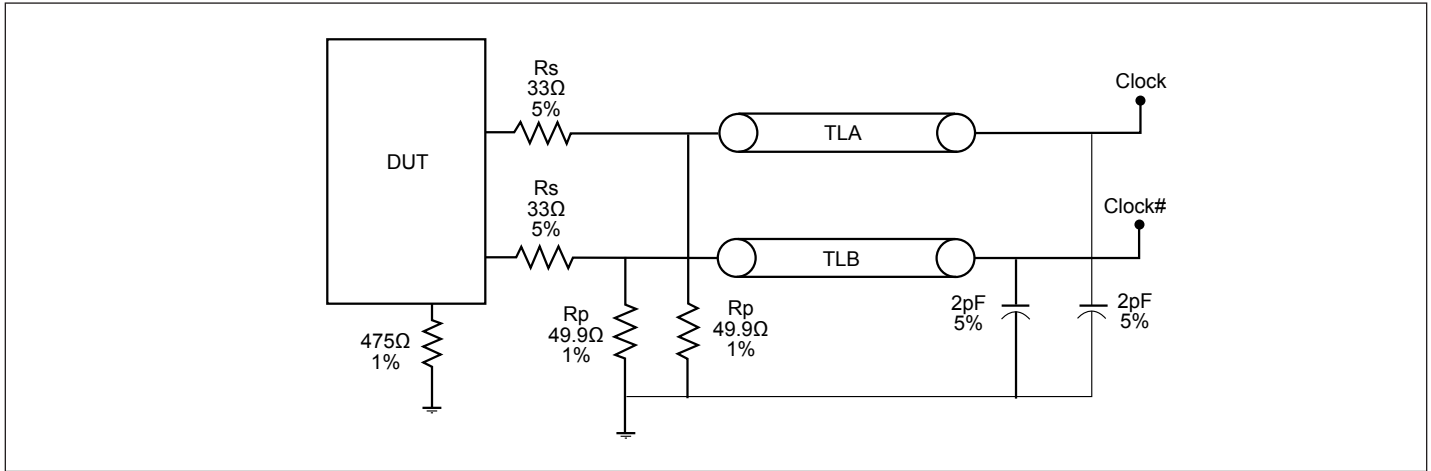 Rs
33Ω
5%
Clock
TLA
DUT
Rs
33Ω
5%
Clock#
TLB
Rp
49.9Ω
1%
Rp
49.9Ω
1%
2pF
5%
2pF
5%
475Ω
1%